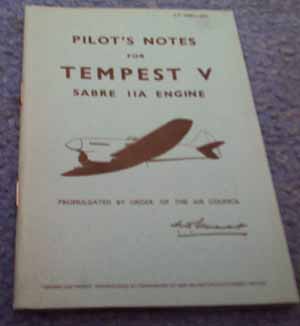 PILOT'S NOTES
FOR
TEMPEST V
SABRE IIA ENGINE
PROMULGATED BY ORDER OF THE AIR COUNCIL